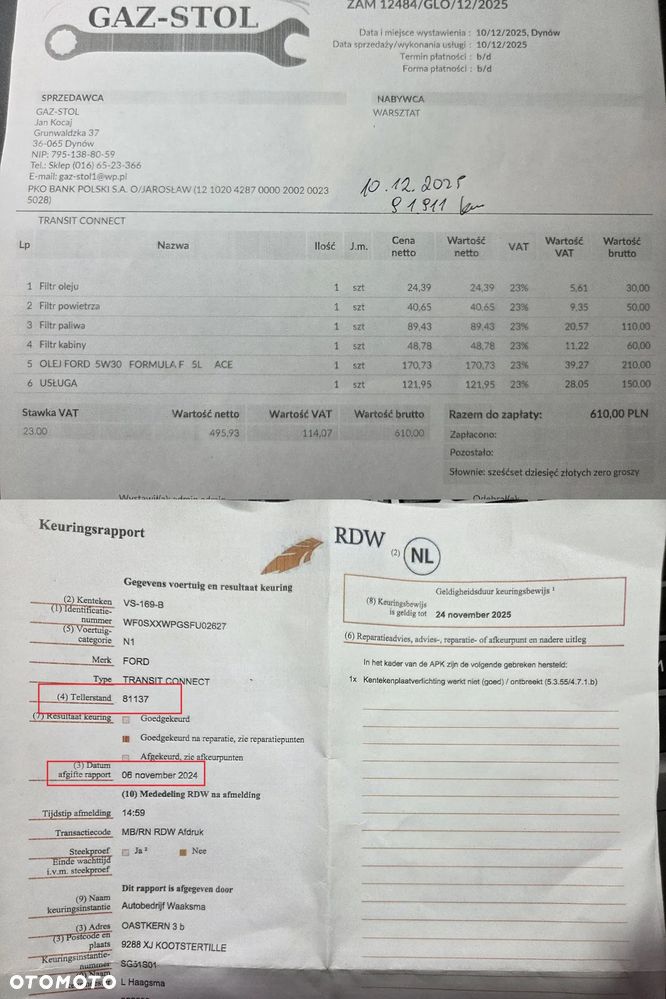 ZAM 12484/GLO/12/2025
GAZ-STOL
Data i miejsce wystawienia : 10/12/2025, Dynów
Data sprzedaży/wykonania usługi : 10/12/2025
Termin płatności : b/d
Forma płatności : b/d
SPRZEDAWCA
GAZ-STOL
Jan Kocaj
Grunwaldzka 37
36-065 Dynów
NIP: 795-138-80-59
Tel.: Sklep (016) 65-23-366
E-mail: gaz-stol1@wp.pl
PKO BANK POLSKI S.A. O/JAROSŁAW (12 1020 4287 0000 2002 0023
5028)
NABYWCA
WARSZTAT
10.12.2025
91911 km
TRANSIT CONNECT
Lp Nazwa Ilość J.m. Cena netto Wartość netto VAT Wartość VAT Wartość brutto
1 Filtr oleju 1 szt 24,39 24,39 23% 5,61 30,00
2 Filtr powietrza 1 szt 40,65 40,65 23% 9,35 50,00
3 Filtr paliwa 1 szt 89,43 89,43 23% 20,57 110,00
4 Filtr kabiny 1 szt 48,78 48,78 23% 11,22 60,00
5 OLEJ FORD 5W30 FORMULA F 5L ACE 1 szt 170,73 170,73 23% 39,27 210,00
6 USŁUGA 1 szt 121,95 121,95 23% 28,05 150,00
Stawka VAT Wartość netto Wartość VAT Wartość brutto
23.00 495,93 114,07 610,00
Razem do zapłaty: 610,00 PLN
Zapłacono:
Pozostało:
Słownie: sześćset dziesięć złotych zero groszy
Keuringsrapport
Gegevens voertuig en resultaat keuring
(2) Kenteken VS-169-B
(1) Identificatie-
nummer WF0SXXWPGSFU02627
(5) Voertuig-
categorie N1
Merk FORD
Type TRANSIT CONNECT
(4) Tellerstand 81137
(7) Resultaat keuring Goedgekeurd
Goedgekeurd na reparatie, zie reparatiepunten
Afgekeurd, zie afkeurpunten
(3) Datum
afgifte rapport 06 november 2024
(10) Mededeling RDW na afmelding
Tijdstip afmelding 14:59
Transactiecode MB/RN RDW Afdruk
Steekproef Ja ² Nee
Einde wachttijd
i.v.m. steekproef
Dit rapport is afgegeven door
(9) Naam
keuringsinstantie Autobedrijf Waaksma
(3) Adres OASTKERN 3 b
(3) Postcode en
plaats 9288 XJ KOOTSTERTILLE
Keuringsinstantie-
nummer SG31S01
Naam L Haagsma
RDW (2) NL
Geldigheidsduur keuringsbewijs ¹
(8) Keuringsbewijs
is geldig tot 24 november 2025
(6) Reparatieadvies, advies-, reparatie- of afkeurpunt en nadere uitleg
In het kader van de APK zijn de volgende gebreken hersteld:
1x Kentekenplaatverlichting werkt niet (goed) / ontbreekt (5.3.55/4.7.1.b)
OTOMOTO